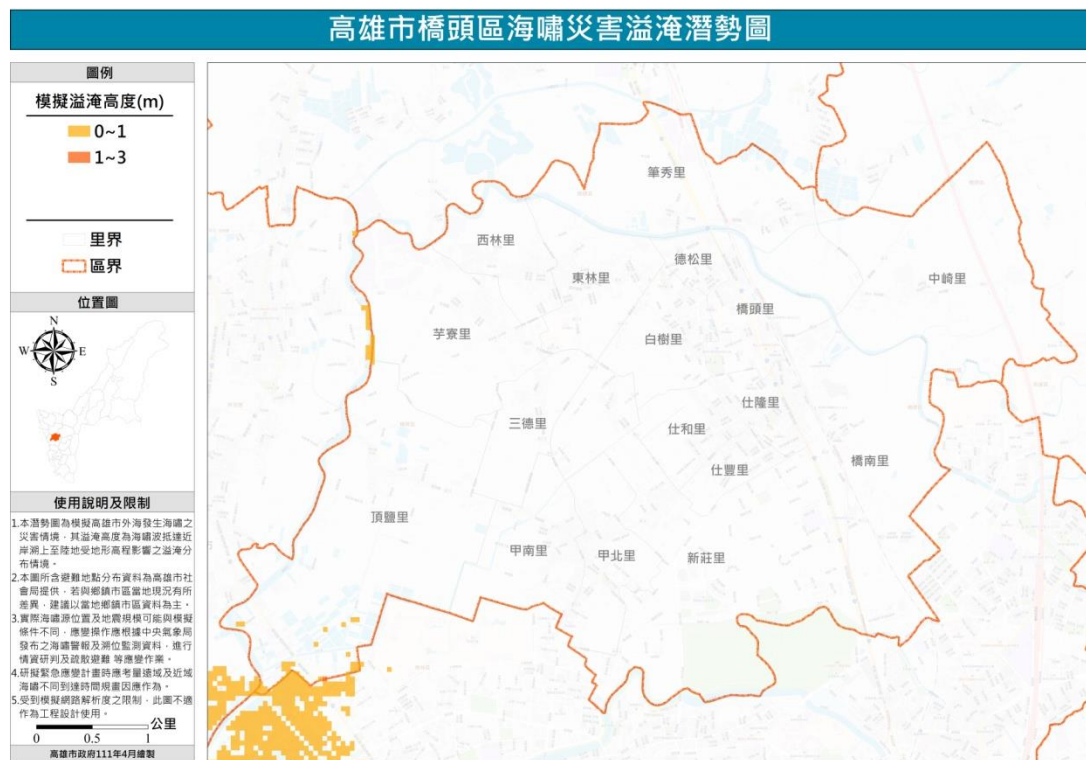 高雄市橋頭區海嘯災害溢淹潛勢圖
圖例
模擬溢淹高度(m)
0~1
1~3
里界
區界
位置圖
N
W
E
S
使用說明及限制
1.本潛勢圖為模擬高雄市外海發生海嘯之
災害情境，其溢淹高度為海嘯波抵達近
岸溯上至陸地受地形高程影響之溢淹分
布情境。
2.本圖所含避難地點分布資料為高雄市社
會局提供，若與鄉鎮市區當地現況有所
差異，建議以當地鄉鎮市區資料為主。
3.實際海嘯源位置及地震規模可能與模擬
條件不同，應變操作應根據中央氣象局
發布之海嘯警報及潮位監測資料，進行
情資研判及疏散避難 等應變作業。
4.研擬緊急應變計畫時應考量遠域及近域
海嘯不同到達時間規畫因應作為。
5.受到模擬網路解析度之限制，此圖不適
作為工程設計使用。
公里
0 0.5 1
高雄市政府111年4月繪製
筆秀里
西林里
德松里
東林里
中崎里
橋頭里
芋寮里
白樹里
仕隆里
三德里
仕和里
橋南里
仕豐里
頂鹽里
甲南里
甲北里
新莊里